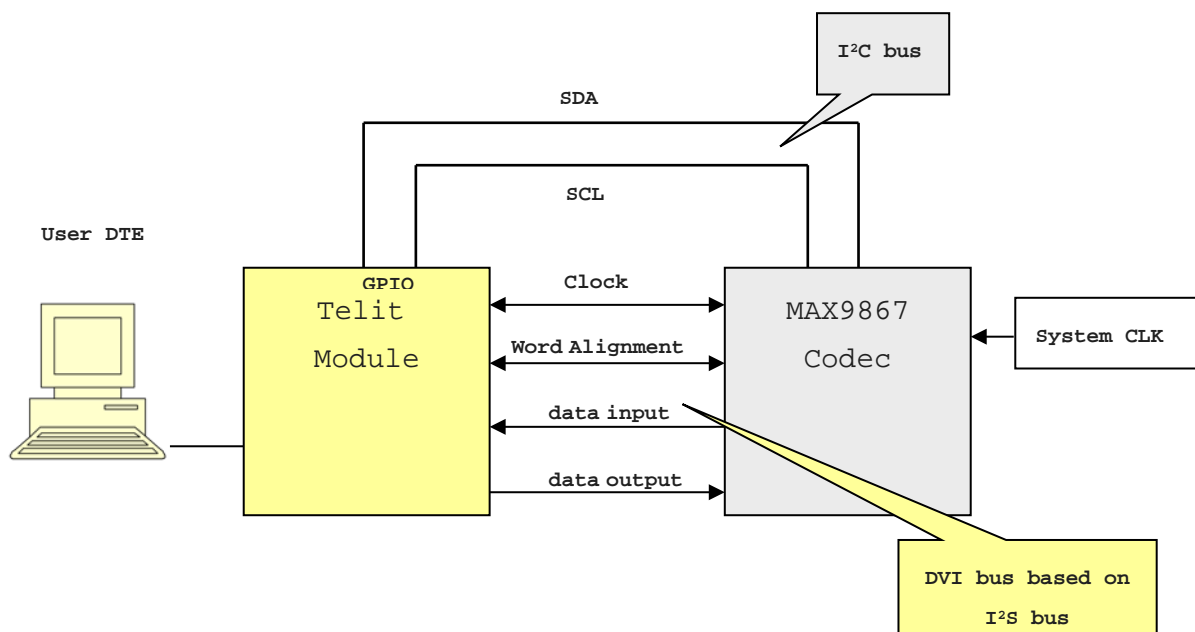 I²C bus
SDA
SCL
User DTE
GPIO
Telit
Module
Clock
Word Alignment
data input
data output
MAX9867
Codec
System CLK
DVI bus based on
I²S bus